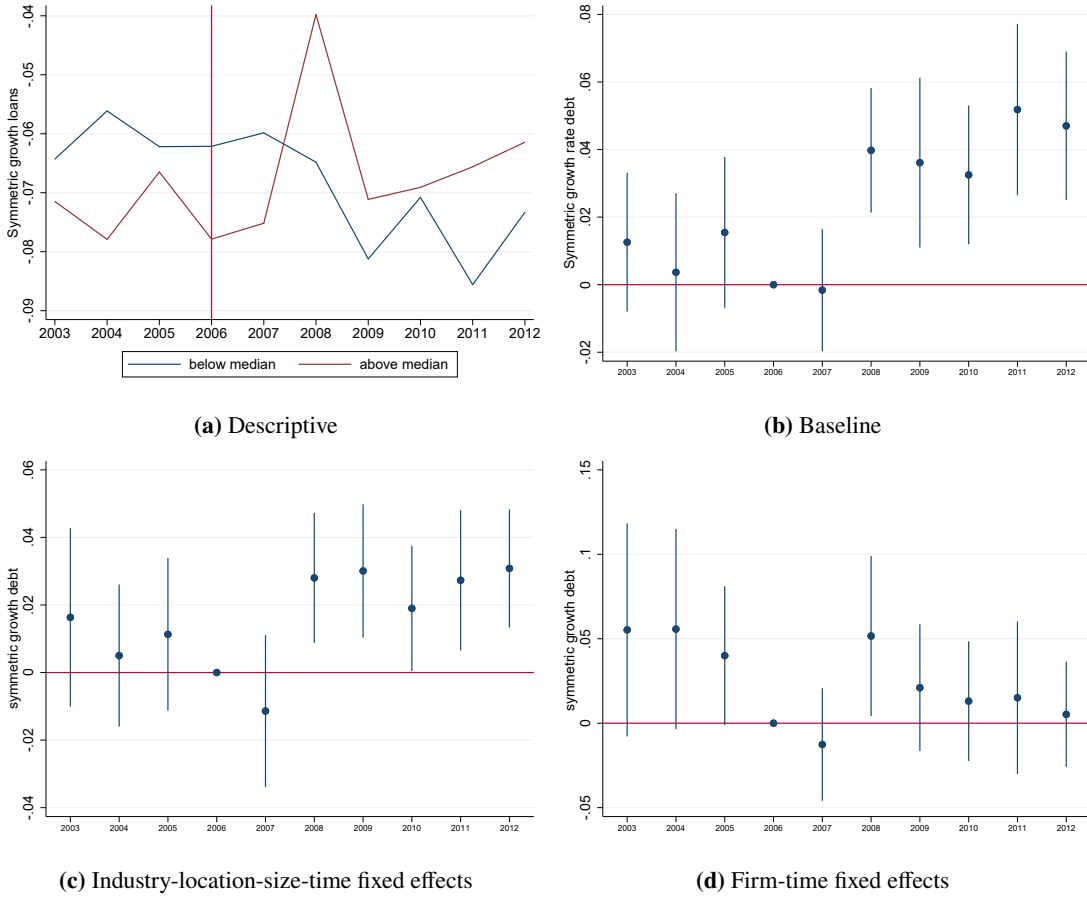 Symmetric growth loans
-.04
-.05
-.06
-.07
-.08
-.09
2003 2004 2005 2006 2007 2008 2009 2010 2011 2012
below median above median
(a) Descriptive
Symmetric growth rate debt
.08
.06
.04
.02
0
-.02
2003 2004 2005 2006 2007 2008 2009 2010 2011 2012
(b) Baseline
symmetric growth debt
.06
.04
.02
0
-.02
-.04
2003 2004 2005 2006 2007 2008 2009 2010 2011 2012
(c) Industry-location-size-time fixed effects
symmetric growth debt
.15
.1
.05
0
-.05
2003 2004 2005 2006 2007 2008 2009 2010 2011 2012
(d) Firm-time fixed effects